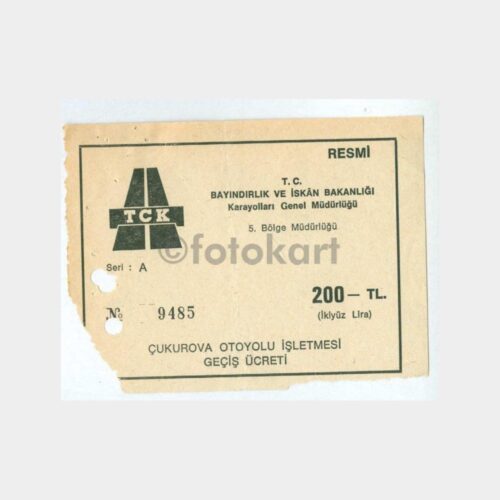 RESMİ
T. C.
BAYINDIRLIK VE İSKÂN BAKANLIĞI
Karayolları Genel Müdürlüğü
5. Bölge Müdürlüğü
TCK
©fotokart
Seri : A
200 — TL.
(İkiyüz Lira)
№ 9485
ÇUKUROVA OTOYOLU İŞLETMESİ
GEÇİŞ ÜCRETİ